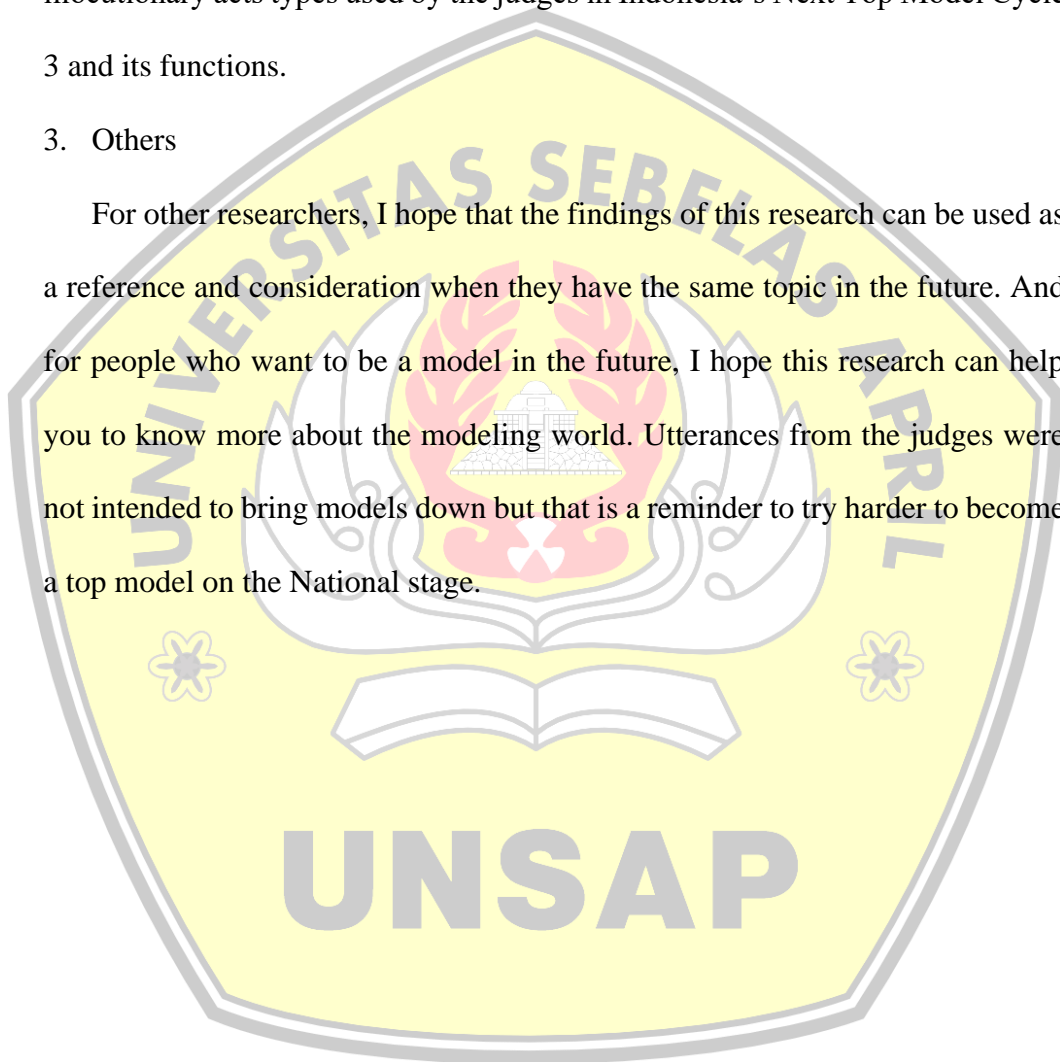 illocutionary acts types used by the judges in Indonesia's Next Top Model Cycle
3 and its functions.
3. Others
For other researchers, I hope that the findings of this research can be used as
a reference and consideration when they have the same topic in the future. And
for people who want to be a model in the future, I hope this research can help
you to know more about the modeling world. Utterances from the judges were
not intended to bring models down but that is a reminder to try harder to become
a top model on the National stage.
UNIVERSITAS SEBELAS APRIL
UNSAP